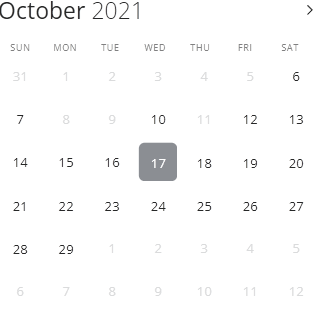 October 2021
SUN MON TUE WED THU FRI SAT
31 1 2 3 4 5 6
7 8 9 10 11 12 13
14 15 16 17 18 19 20
21 22 23 24 25 26 27
28 29 1 2 3 4 5
6 7 8 9 10 11 12